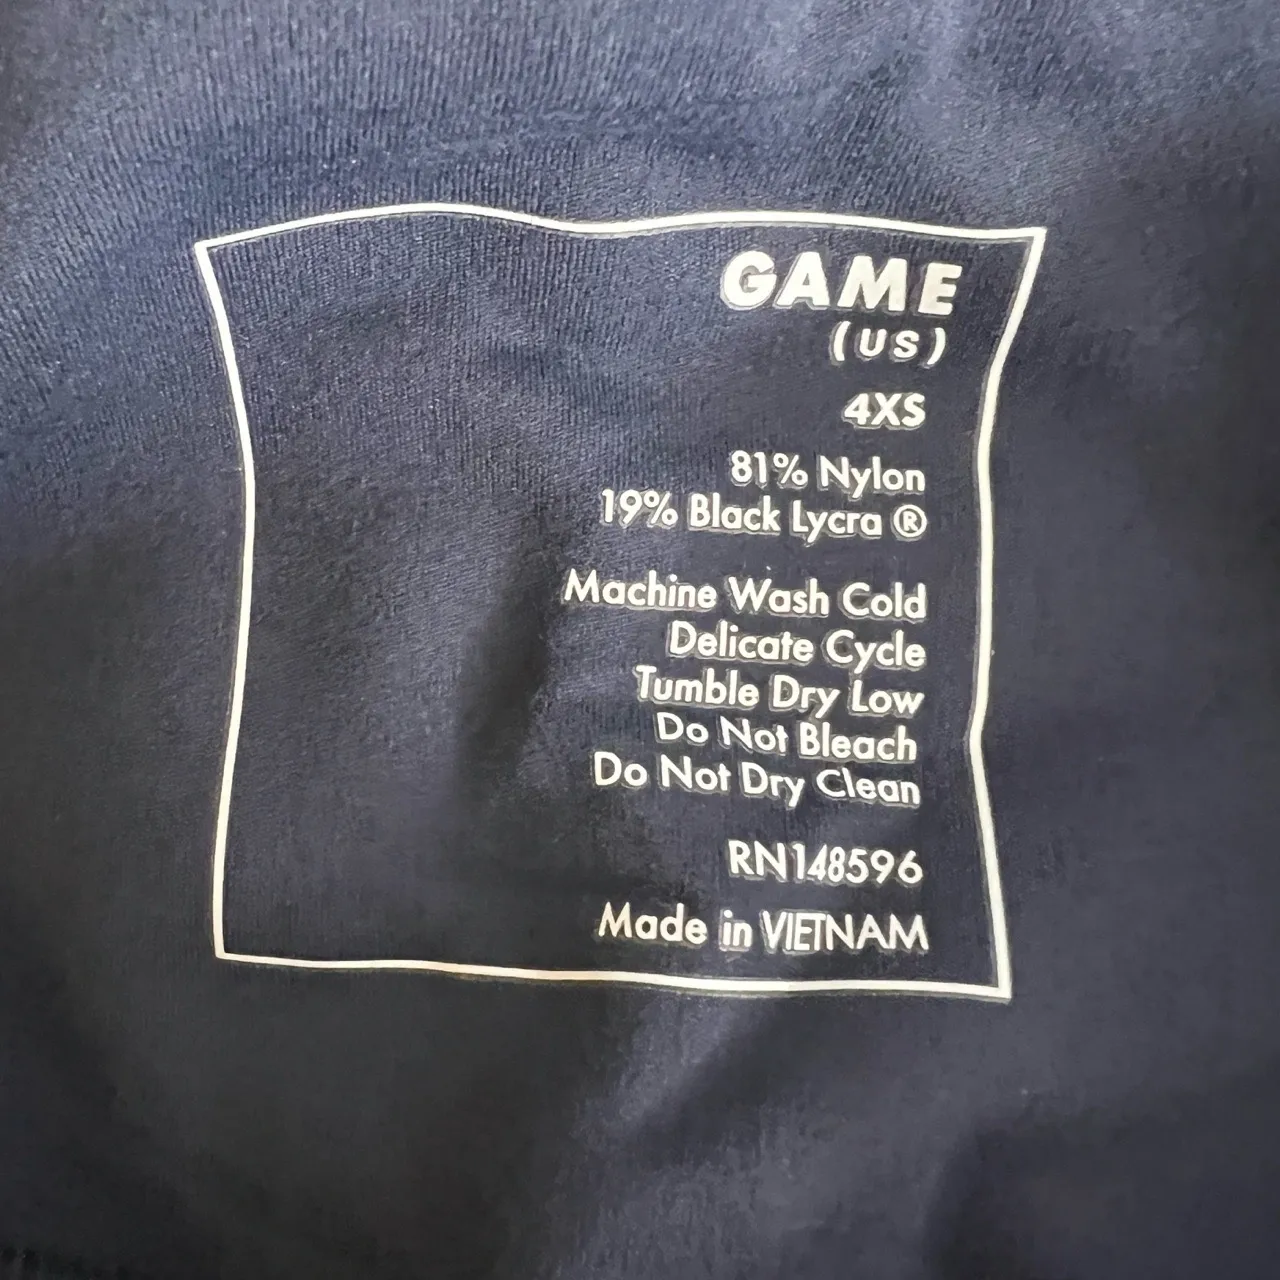 GAME
(US)
4XS
81% Nylon
19% Black Lycra ®
Machine Wash Cold
Delicate Cycle
Tumble Dry Low
Do Not Bleach
Do Not Dry Clean
RN148596
Made in VIETNAM